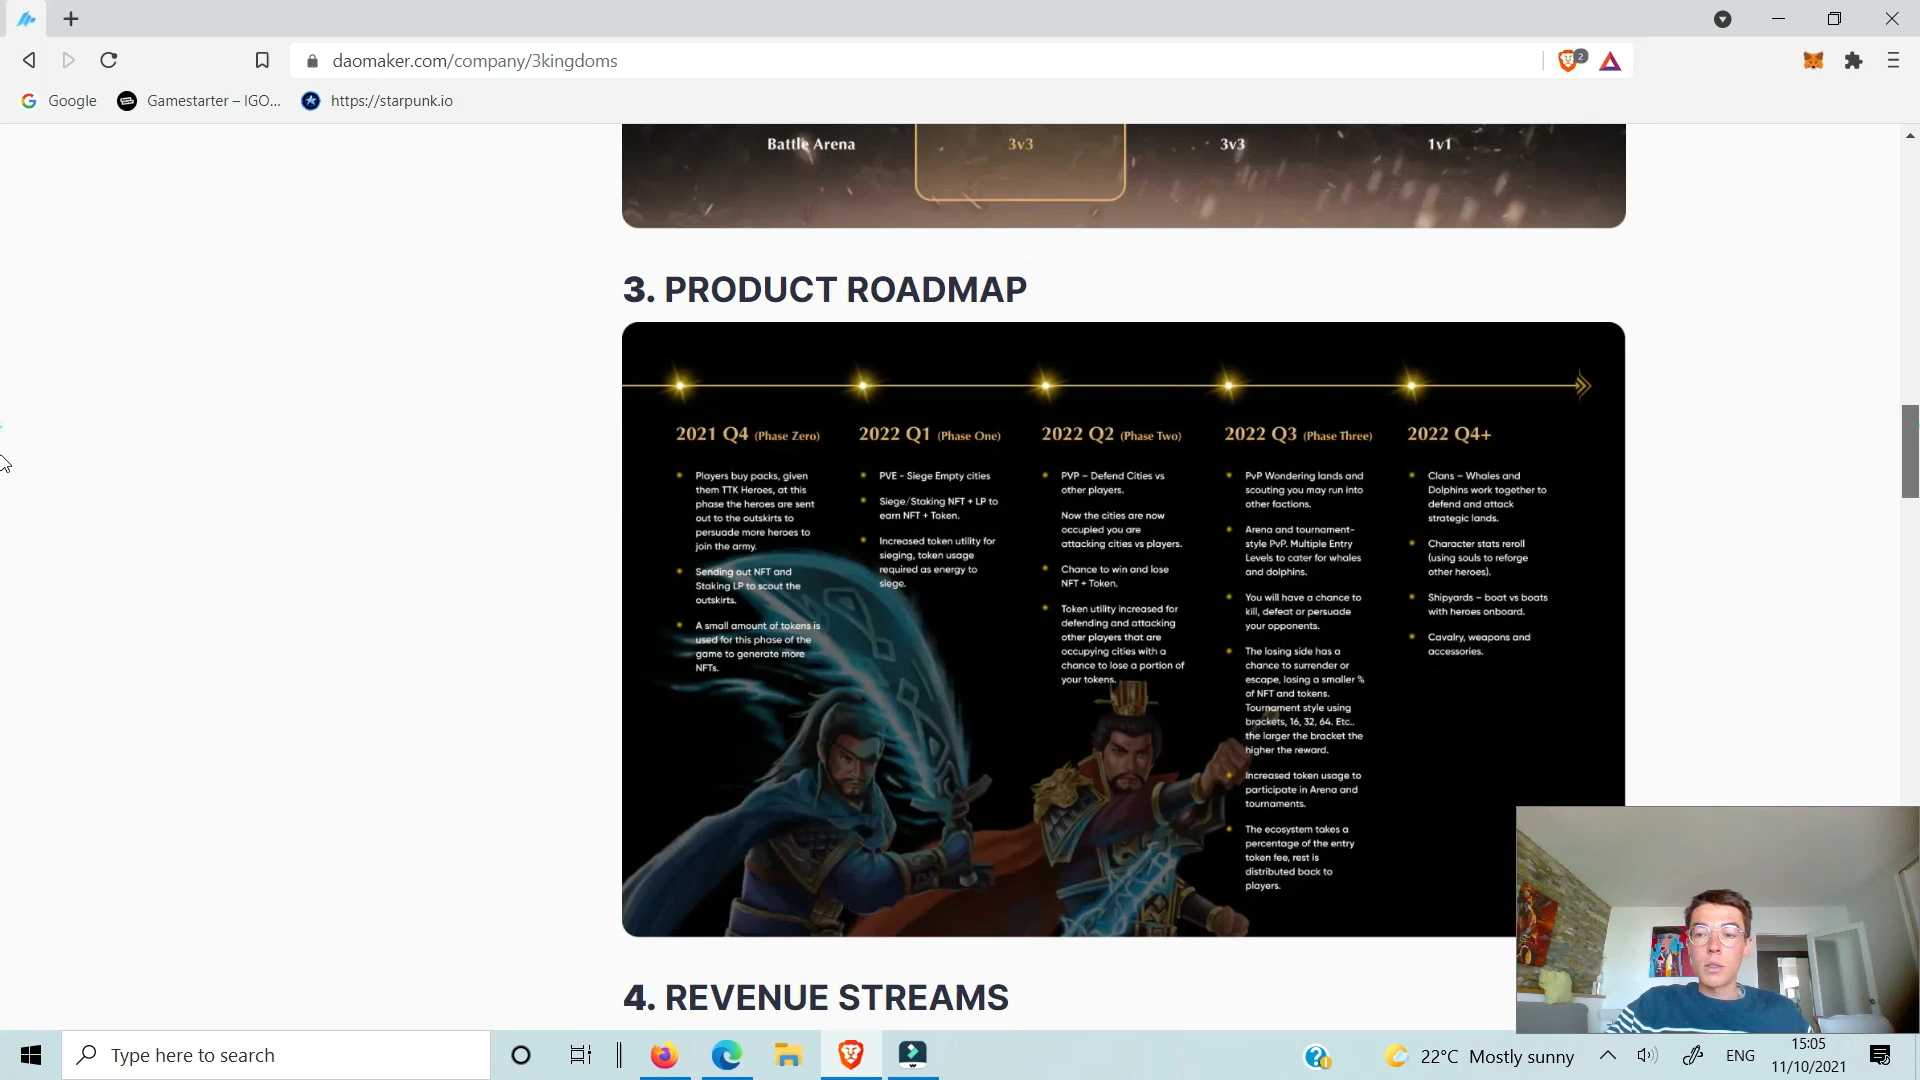 daomaker.com/company/3kingdoms
2
Google
Gamestarter – IGO...
https://starpunk.io
Battle Arena
3v3
3v3
1v1
3. PRODUCT ROADMAP
2021 Q4 (Phase Zero)
Players buy packs, given
them TTK Heroes, at this
phase the heroes are sent
out to the outskirts to
persuade more heroes to
join the army.
Sending out NFT and
Staking LP to scout the
outskirts.
A small amount of tokens is
used for this phase of the
game to generate more
NFTs.
2022 Q1 (Phase One)
PVE - Siege Empty cities
Siege/Staking NFT + LP to
earn NFT + Token.
Increased token utility for
sieging, token usage
required as energy to
siege.
2022 Q2 (Phase Two)
PVP – Defend Cities vs
other players.
Now the cities are now
occupied you are
attacking cities vs players.
Chance to win and lose
NFT + Token.
Token utility increased for
defending and attacking
other players that are
occupying cities with a
chance to lose a portion of
your tokens.
2022 Q3 (Phase Three)
PvP Wondering lands and
scouting you may run into
other factions.
Arena and tournament-
style PvP. Multiple Entry
Levels to cater for whales
and dolphins.
You will have a chance to
kill, defeat or persuade
your opponents.
The losing side has a
chance to surrender or
escape, losing a smaller %
of NFT and tokens.
Tournament style using
brackets, 16, 32, 64. Etc..
the larger the bracket the
higher the reward.
Increased token usage to
participate in Arena and
tournaments.
The ecosystem takes a
percentage of the entry
token fee, rest is
distributed back to
players.
2022 Q4+
Clans – Whales and
Dolphins work together to
defend and attack
strategic lands.
Character stats reroll
(using souls to reforge
other heroes).
Shipyards – boat vs boats
with heroes onboard.
Cavalry, weapons and
accessories.
4. REVENUE STREAMS
Type here to search
22°C Mostly sunny
ENG
15:05
11/10/2021